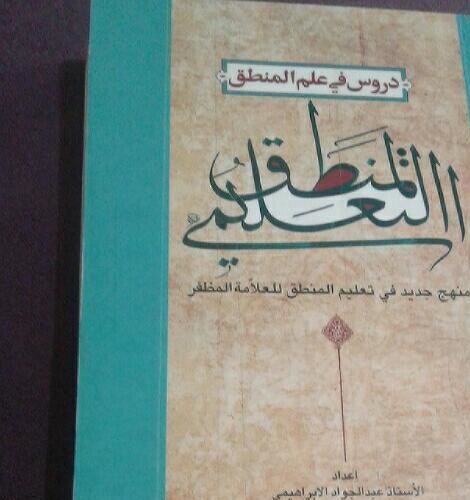 دروس في علم المنطق
المنطق
التعليمي
منهج جديد في تعليم المنطق للعلامة المظفر
إعداد
الأستاذ عبدالجواد الابراهيمي